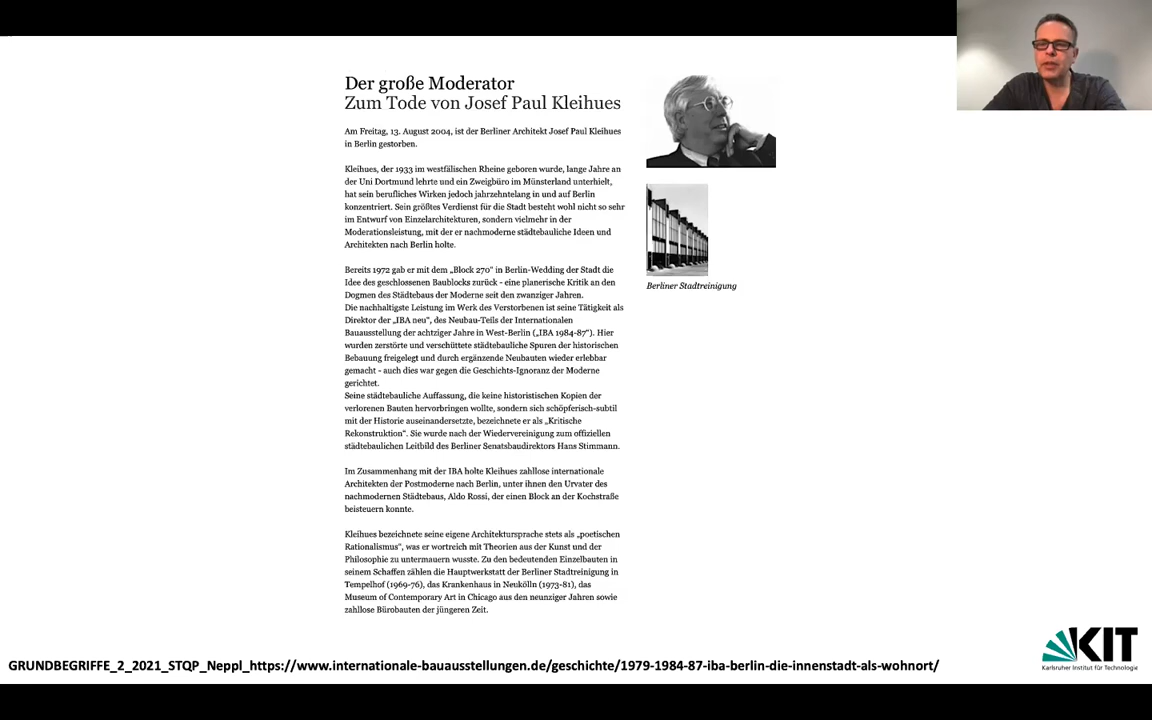 Der große Moderator
Zum Tode von Josef Paul Kleihues
Am Freitag, 13. August 2004, ist der Berliner Architekt Josef Paul Kleihues
in Berlin gestorben.
Kleihues, der 1933 im westfälischen Rheine geboren wurde, lange Jahre an
der Uni Dortmund lehrte und ein Zweigbüro im Münsterland unterhielt,
hat sein berufliches Wirken jedoch jahrzehntelang in und auf Berlin
konzentriert. Sein größtes Verdienst für die Stadt besteht wohl nicht so sehr
im Entwurf von Einzelarchitekturen, sondern vielmehr in der
Moderationsleistung, mit der er nachmoderne städtebauliche Ideen und
Architekten nach Berlin holte.
Bereits 1972 gab er mit dem „Block 270" in Berlin-Wedding der Stadt die
Idee des geschlossenen Baublocks zurück - eine planerische Kritik an den
Dogmen des Städtebaus der Moderne seit den zwanziger Jahren.
Die nachhaltigste Leistung im Werk des Verstorbenen ist seine Tätigkeit als
Direktor der „IBA neu", des Neubau-Teils der Internationalen
Bauausstellung der achtziger Jahre in West-Berlin („IBA 1984-87"). Hier
wurden zerstörte und verschüttete städtebauliche Spuren der historischen
Bebauung freigelegt und durch ergänzende Neubauten wieder erlebbar
gemacht - auch dies war gegen die Geschichts-Ignoranz der Moderne
gerichtet.
Seine städtebauliche Auffassung, die keine historistischen Kopien der
verlorenen Bauten hervorbringen wollte, sondern sich schöpferisch-subtil
mit der Historie auseinandersetzte, bezeichnete er als „Kritische
Rekonstruktion". Sie wurde nach der Wiedervereinigung zum offiziellen
städtebaulichen Leitbild des Berliner Senatsbaudirektors Hans Stimmann.
Im Zusammenhang mit der IBA holte Kleihues zahllose internationale
Architekten der Postmoderne nach Berlin, unter ihnen den Urvater des
nachmodernen Städtebaus, Aldo Rossi, der einen Block an der Kochstraße
beisteuern konnte.
Kleihues bezeichnete seine eigene Architektursprache stets als „poetischen
Rationalismus", was er wortreich mit Theorien aus der Kunst und der
Philosophie zu untermauern wusste. Zu den bedeutenden Einzelbauten in
seinem Schaffen zählen die Hauptwerkstatt der Berliner Stadtreinigung in
Tempelhof (1969-76), das Krankenhaus in Neukölln (1973-81), das
Museum of Contemporary Art in Chicago aus den neunziger Jahren sowie
zahllose Bürobauten der jüngeren Zeit.
Berliner Stadtreinigung
KIT
Karlsruher Institut für Technologie
GRUNDBEGRIFFE_2_2021_STQP_Neppl_https://www.internationale-bauausstellungen.de/geschichte/1979-1984-87-iba-berlin-die-innenstadt-als-wohnort/